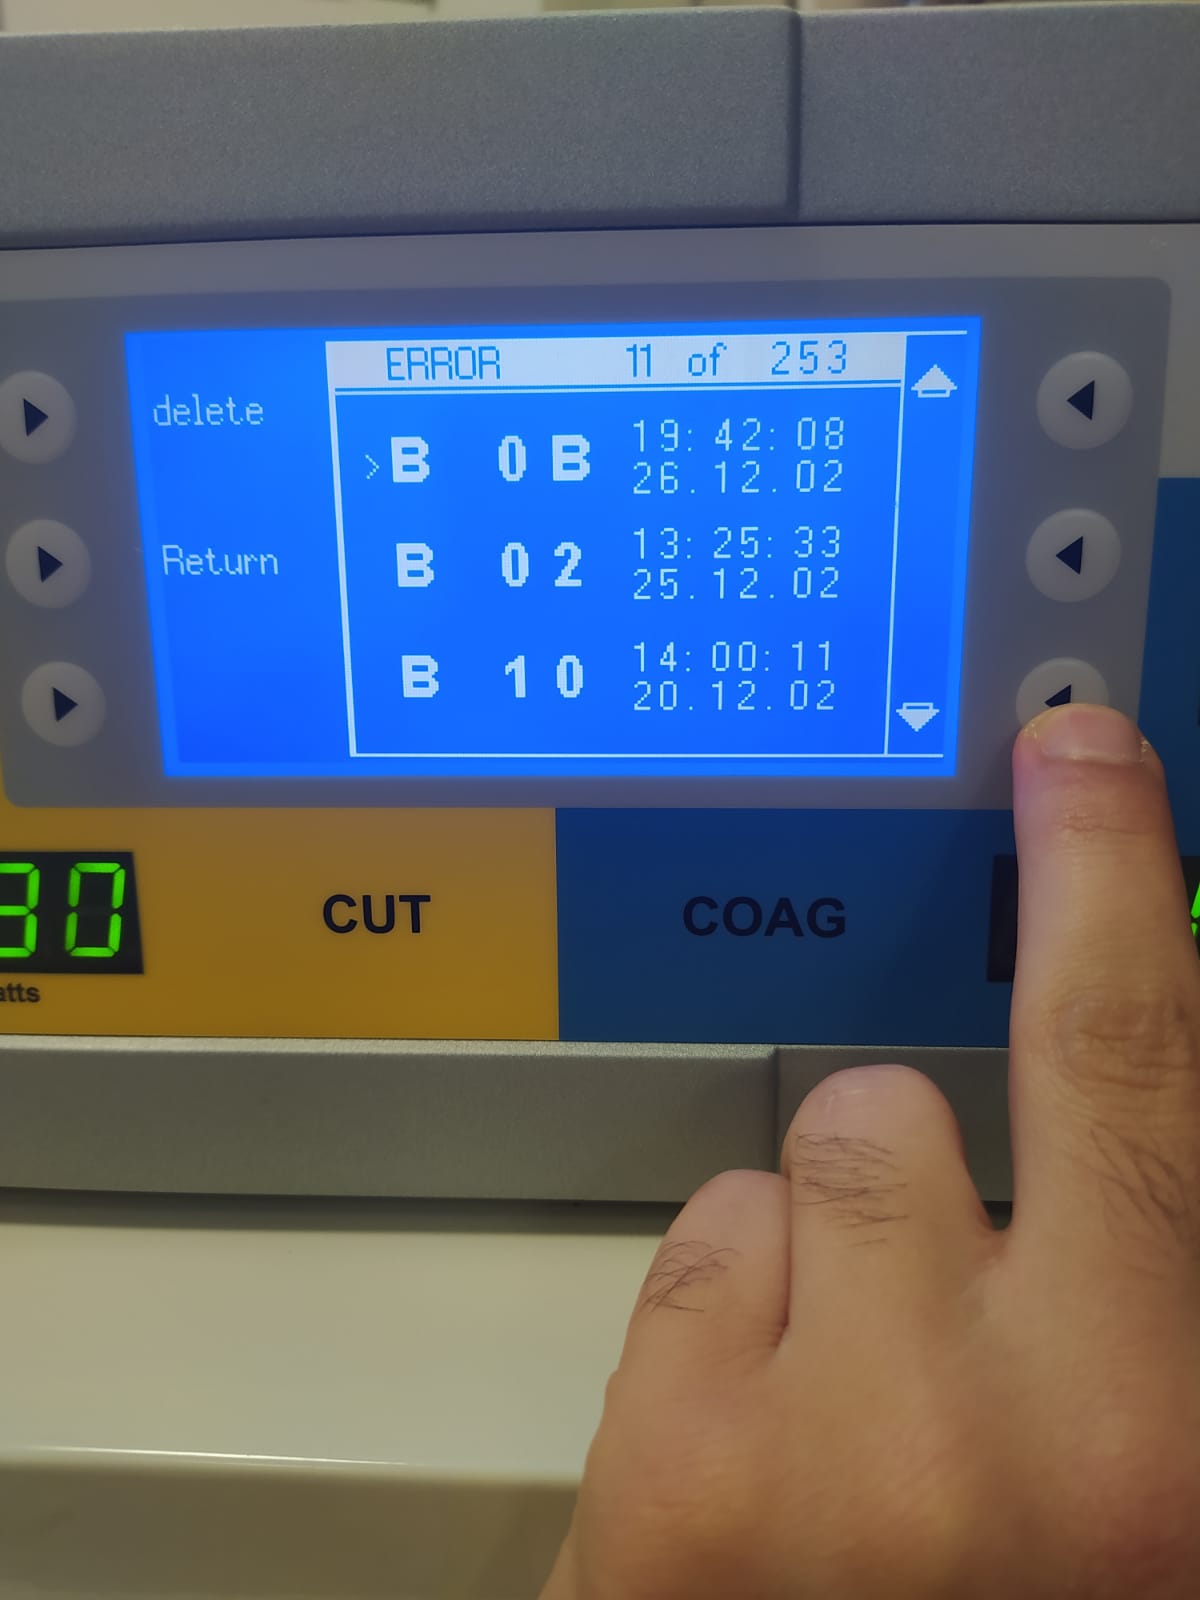 ERROR 11 of 253
delete
>B 0B 19:42:08
26.12.02
B 02 13:25:33
25.12.02
Return
B 10 14:00:11
20.12.02
30
CUT
COAG
atts